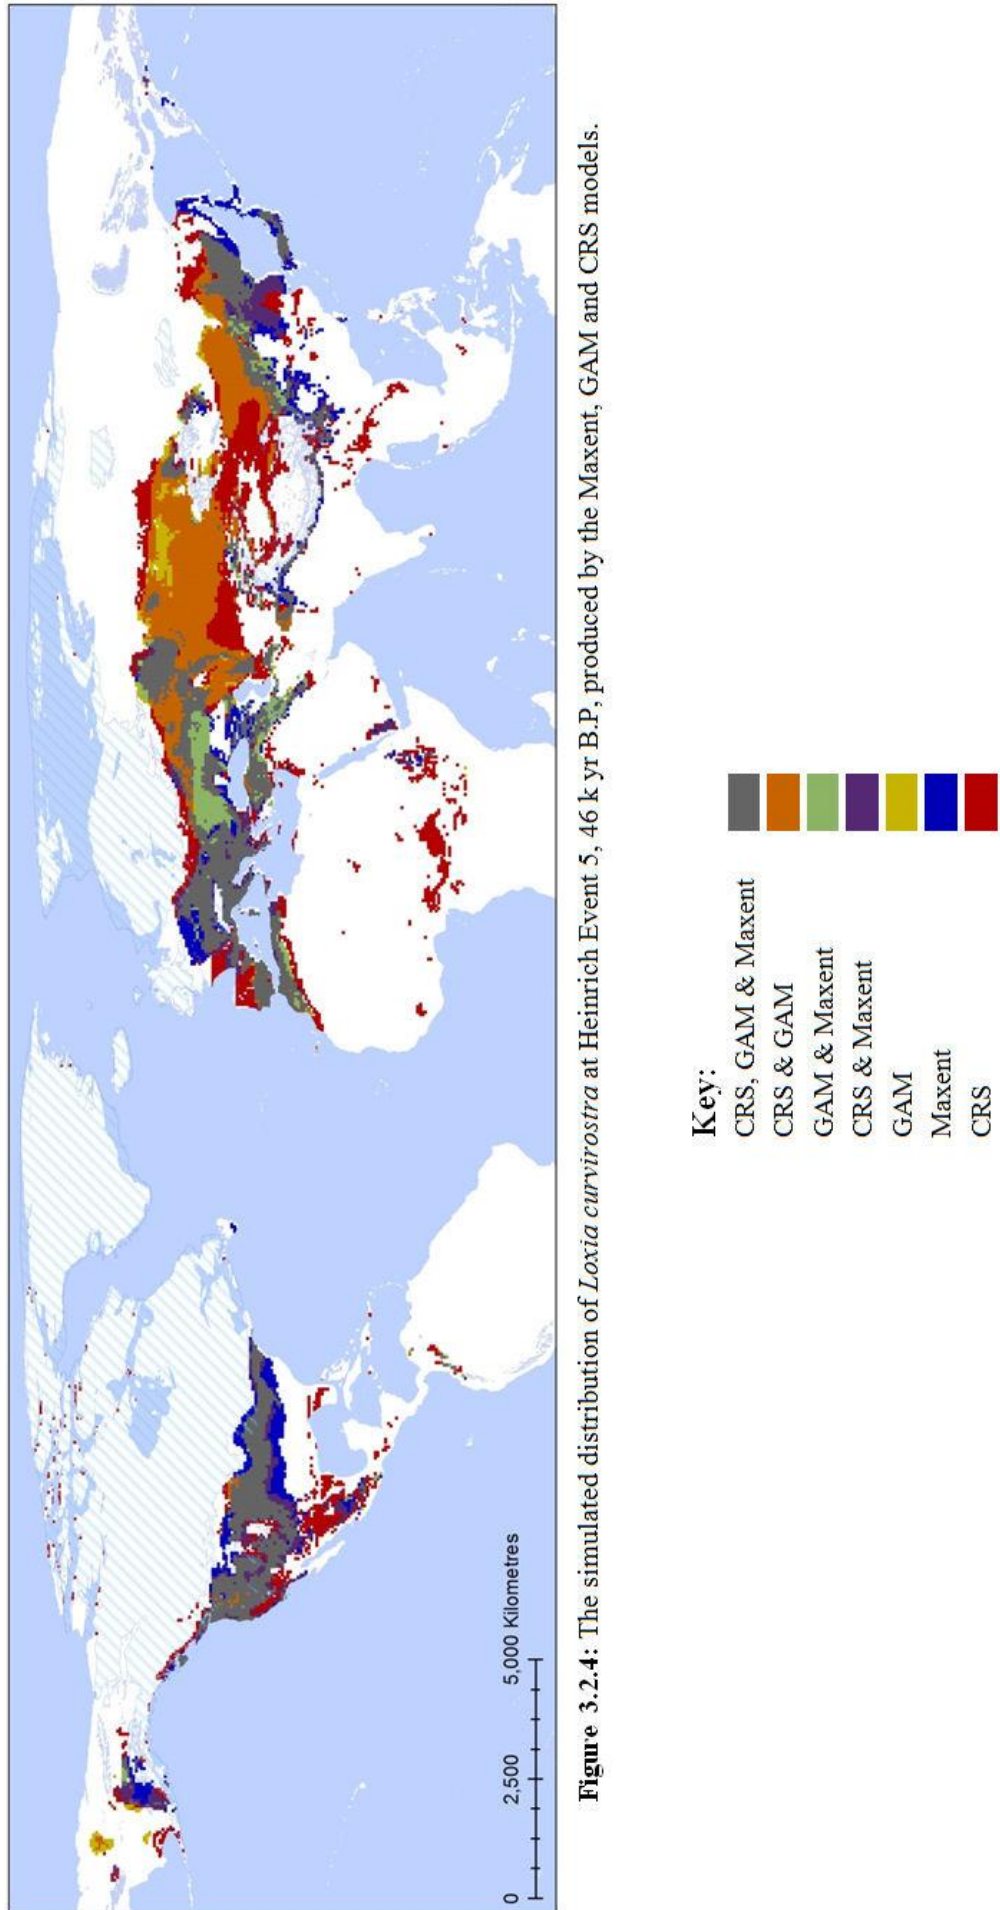 0 2,500 5,000 Kilometres
Figure 3.2.4: The simulated distribution of Loxia curvirostra at Heinrich Event 5, 46 k yr B.P, produced by the Maxent, GAM and CRS models.
Key:
CRS, GAM & Maxent
CRS & GAM
GAM & Maxent
CRS & Maxent
GAM
Maxent
CRS